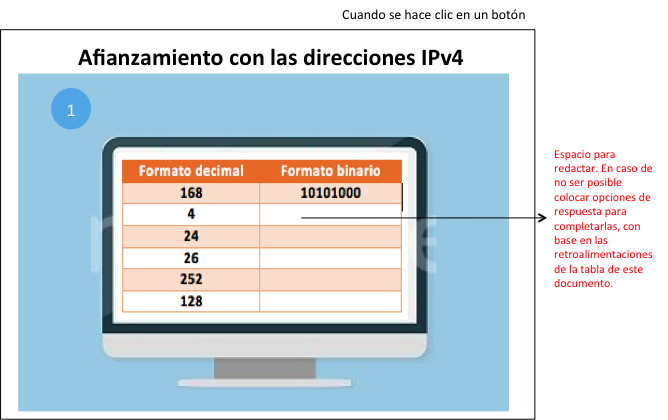 Cuando se hace clic en un botón
Afianzamiento con las direcciones IPv4
1
Formato decimal Formato binario
168 10101000
4
24
26
252
128
Espacio para
redactar. En caso de
no ser posible
colocar opciones de
respuesta para
completarlas, con
base en las
retroalimentaciones
de la tabla de este
documento.